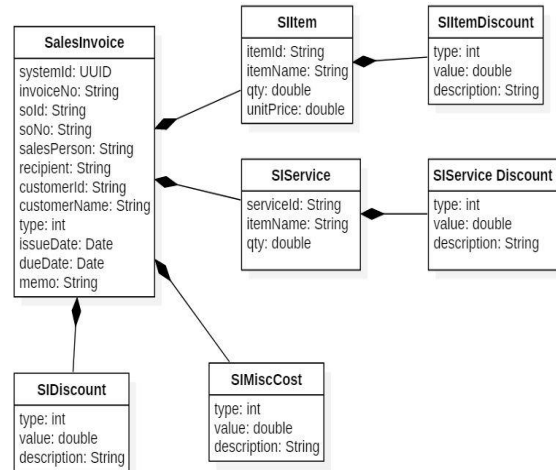 SalesInvoice
systemId: UUID
invoiceNo: String
soId: String
soNo: String
salesPerson: String
recipient: String
customerId: String
customerName: String
type: int
issueDate: Date
dueDate: Date
memo: String
SIItem
itemId: String
itemName: String
qty: double
unitPrice: double
SIItemDiscount
type: int
value: double
description: String
SIService
serviceId: String
itemName: String
qty: double
SIService Discount
type: int
value: double
description: String
SIDiscount
type: int
value: double
description: String
SIMiscCost
type: int
value: double
description: String